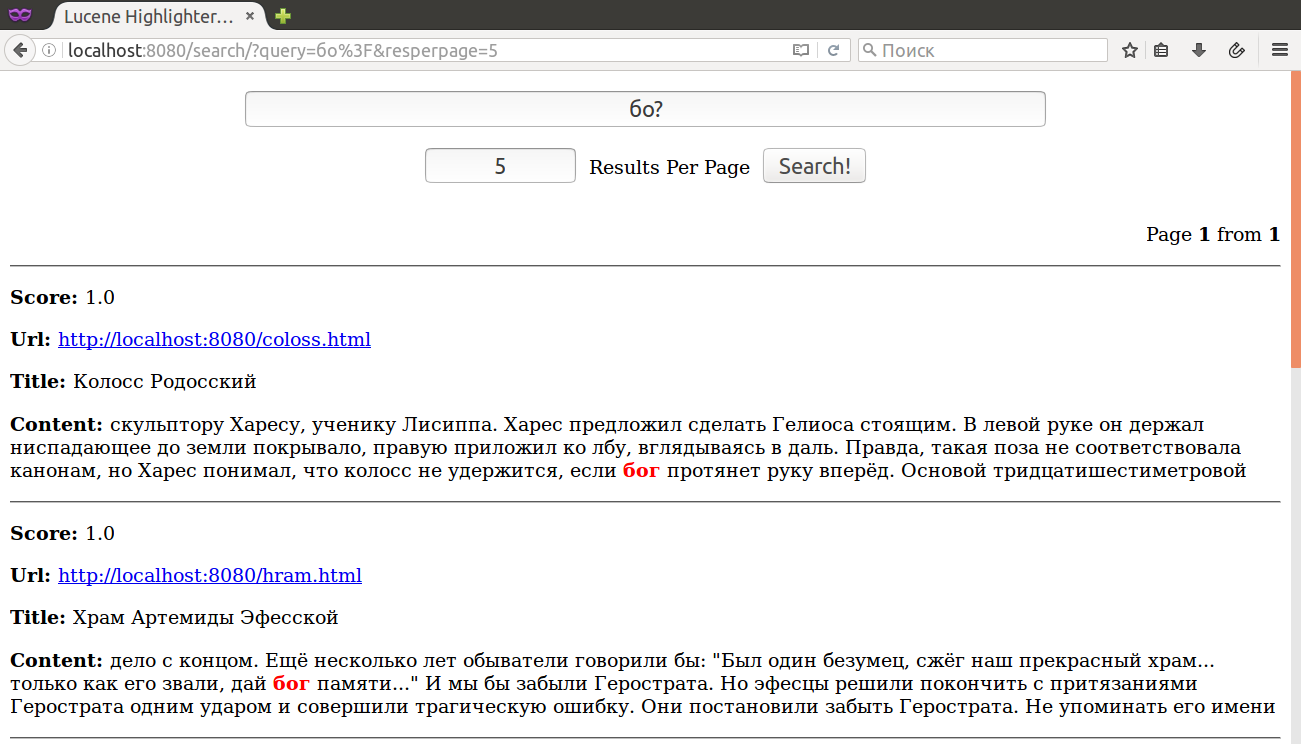 Lucene Highlighter...
localhost:8080/search/?query=бо%3F&resperpage=5
Поиск
бо?
5 Results Per Page Search!
Page 1 from 1
Score: 1.0
Url: http://localhost:8080/coloss.html
Title: Колосс Родосский
Content: скульптору Харесу, ученику Лисиппа. Харес предложил сделать Гелиоса стоящим. В левой руке он держал
ниспадающее до земли покрывало, правую приложил ко лбу, вглядываясь в даль. Правда, такая поза не соответствовала
канонам, но Харес понимал, что колосс не удержится, если бог протянет руку вперёд. Основой тридцатишестиметровой
Score: 1.0
Url: http://localhost:8080/hram.html
Title: Храм Артемиды Эфесской
Content: дело с концом. Ещё несколько лет обыватели говорили бы: "Был один безумец, сжёг наш прекрасный храм...
только как его звали, дай бог памяти..." И мы бы забыли Герострата. Но эфесцы решили покончить с притязаниями
Герострата одним ударом и совершили трагическую ошибку. Они постановили забыть Герострата. Не упоминать его имени